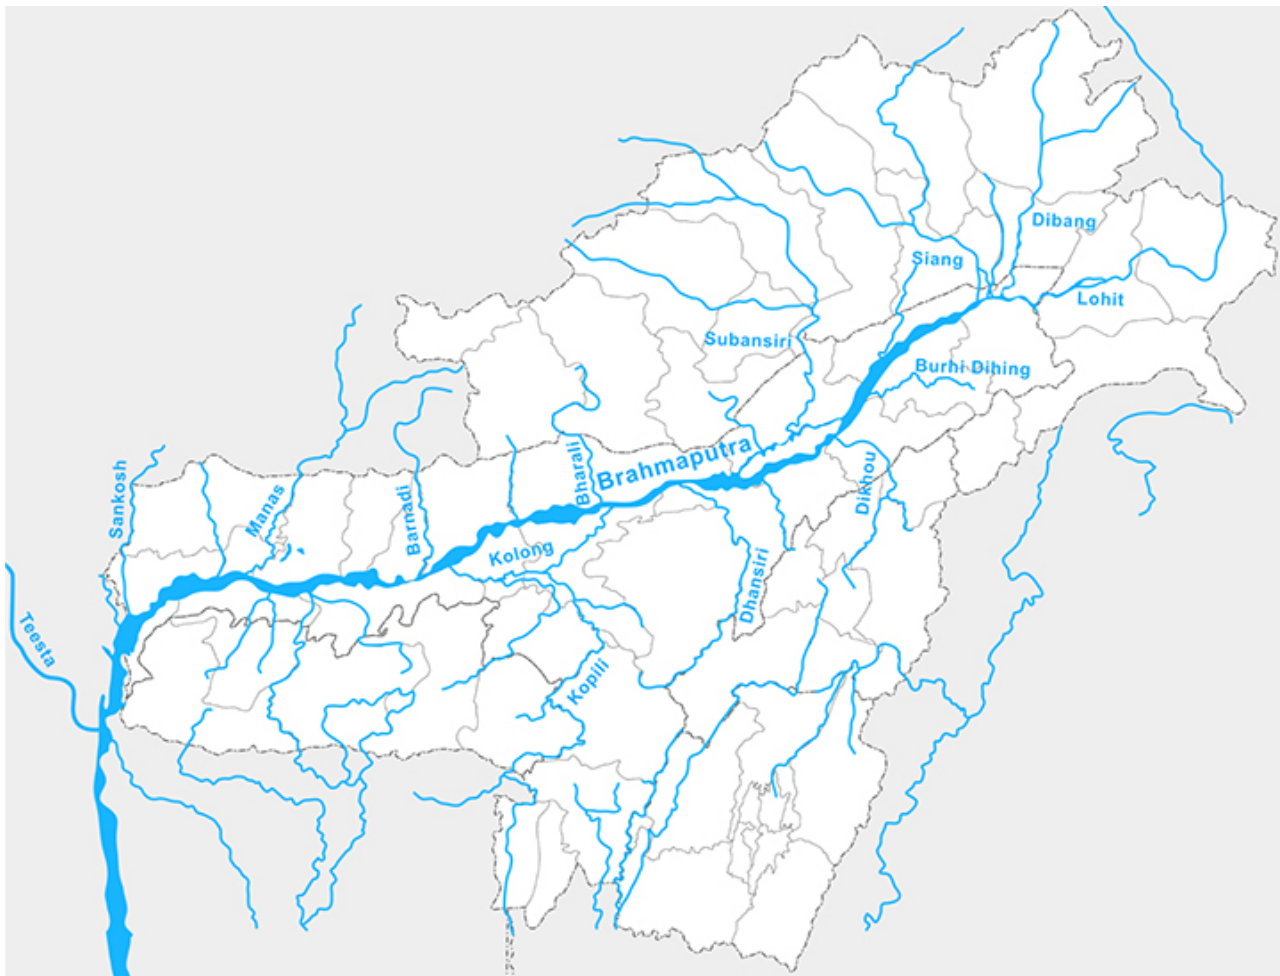 Dibang
Siang
Lohit
Subansiri
Burhi Dihing
Brahmaputra
Bharali
Dikhou
Sankosh
Manas
Barnadi
Kolong
Dhansiri
Teesta
Kopili